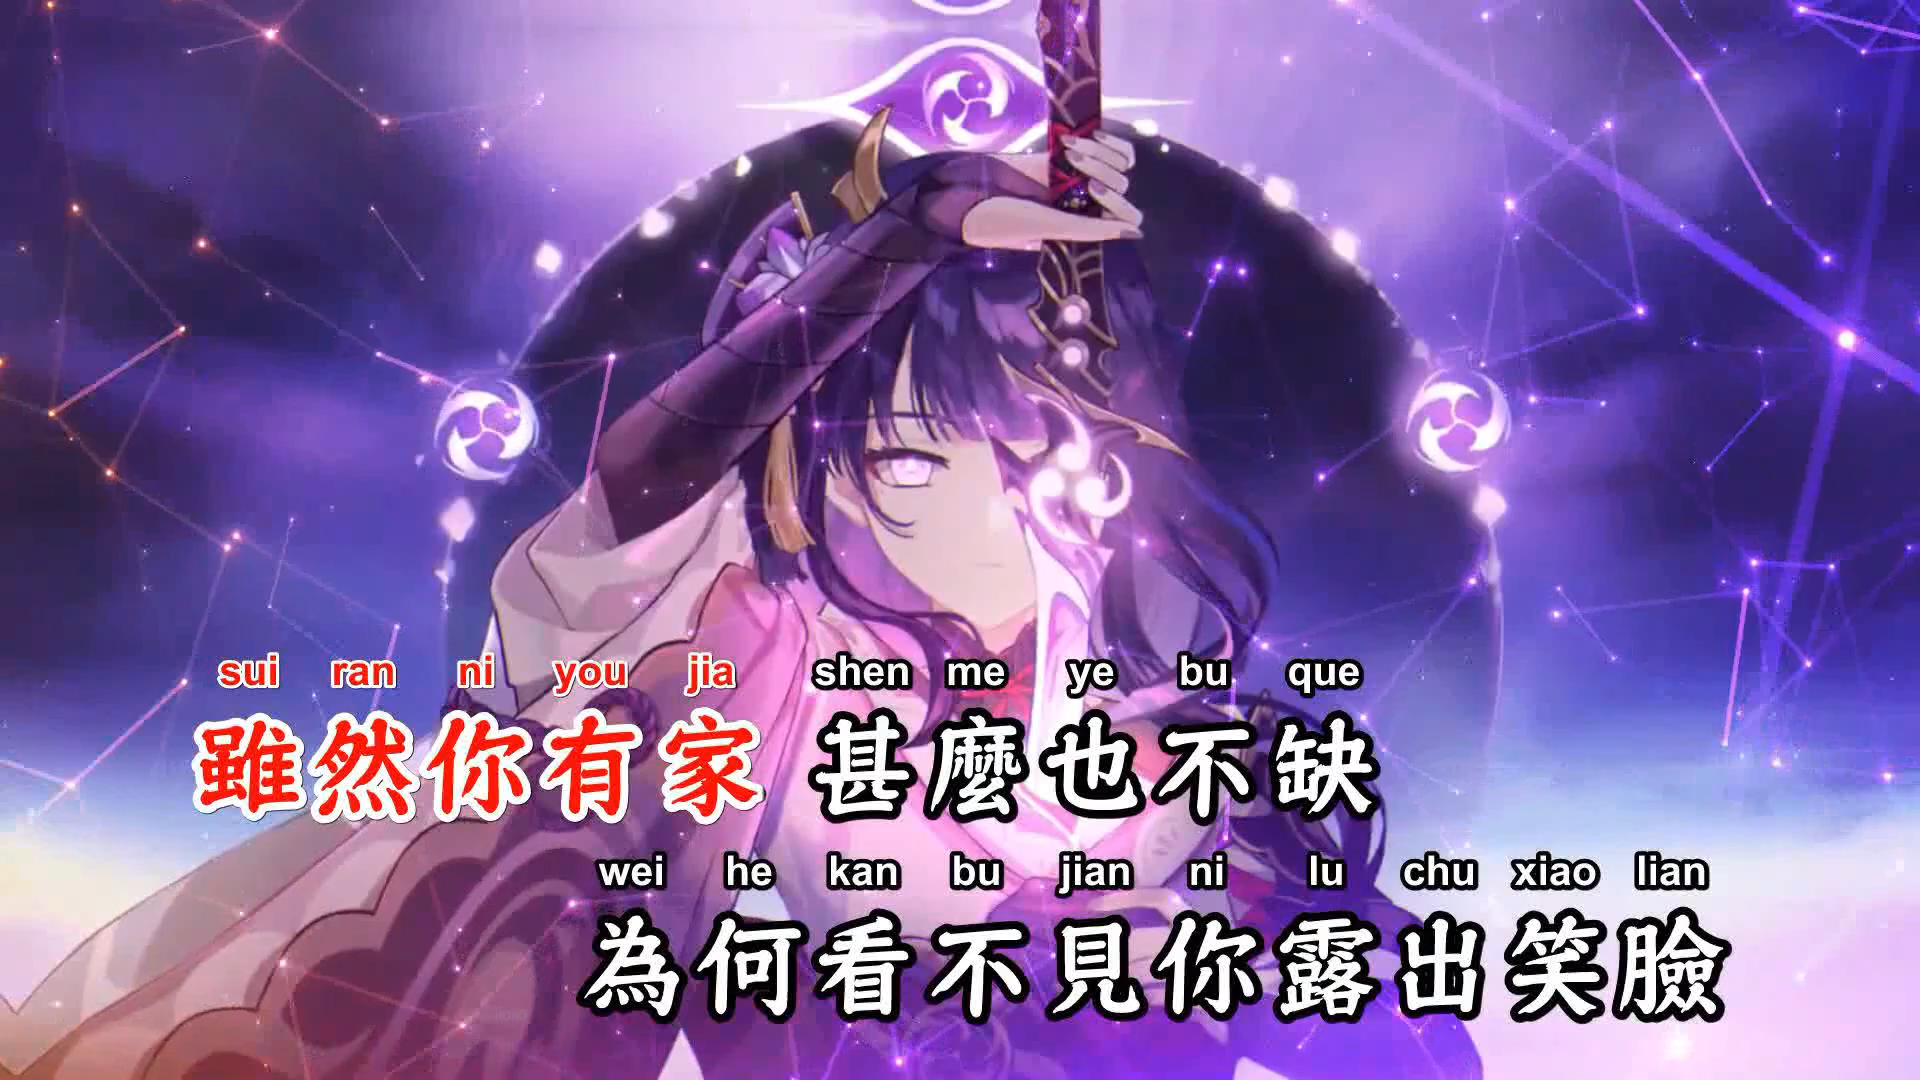 sui ran ni you jia shen me ye bu que
雖然你有家 甚麼也不缺
wei he kan bu jian ni lu chu xiao lian
為何看不見你露出笑臉